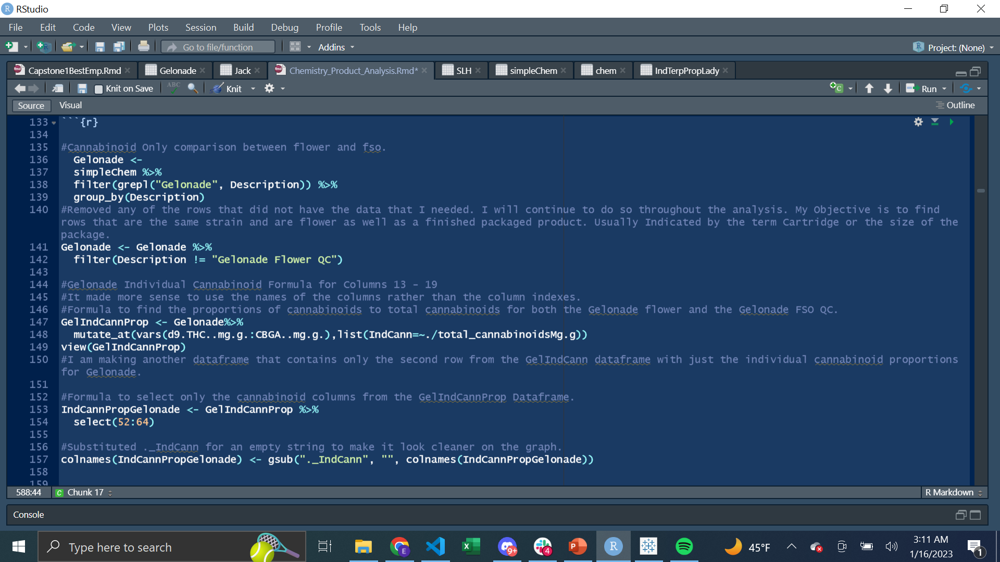 RStudio
File Edit Code View Plots Session Build Debug Profile Tools Help
Go to file/function Addins Project: (None)
Capstone1BestEmp.Rmd Gelonade Jack Chemistry_Product_Analysis.Rmd* SLH simpleChem chem IndTerpPropLady
ABC Knit on Save Knit Run
Source Visual Outline
133 ```{r}
134
135 #Cannabinoid Only comparison between flower and fso.
136 Gelonade <-
137 simpleChem %>%
138 filter(grepl("Gelonade", Description)) %>%
139 group_by(Description)
140 #Removed any of the rows that did not have the data that I needed. I will continue to do so throughout the analysis. My Objective is to find
rows that are the same strain and are flower as well as a finished packaged product. Usually Indicated by the term Cartridge or the size of the
package.
141 Gelonade <- Gelonade %>%
142 filter(Description != "Gelonade Flower QC")
143
144 #Gelonade Individual Cannabinoid Formula for Columns 13 - 19
145 #It made more sense to use the names of the columns rather than the column indexes.
146 #Formula to find the proportions of cannabinoids to total cannabinoids for both the Gelonade flower and the Gelonade FSO QC.
147 GelIndCannProp <- Gelonade%>%
148 mutate_at(vars(d9.THC..mg.g.:CBGA..mg.g.),list(IndCann=~./total_cannabinoidsMg.g))
149 view(GelIndCannProp)
150 #I am making another dataframe that contains only the second row from the GelIndCann dataframe with just the individual cannabinoid proportions
for Gelonade.
151
152 #Formula to select only the cannabinoid columns from the GelIndCannProp Dataframe.
153 IndCannPropGelonade <- GelIndCannProp %>%
154 select(52:64)
155
156 #Substituted ._IndCann for an empty string to make it look cleaner on the graph.
157 colnames(IndCannPropGelonade) <- gsub("._IndCann", "", colnames(IndCannPropGelonade))
158
159
588:44 C Chunk 17 R Markdown
Console
Type here to search 9+ 4 45°F 3:11 AM
1/16/2023 1